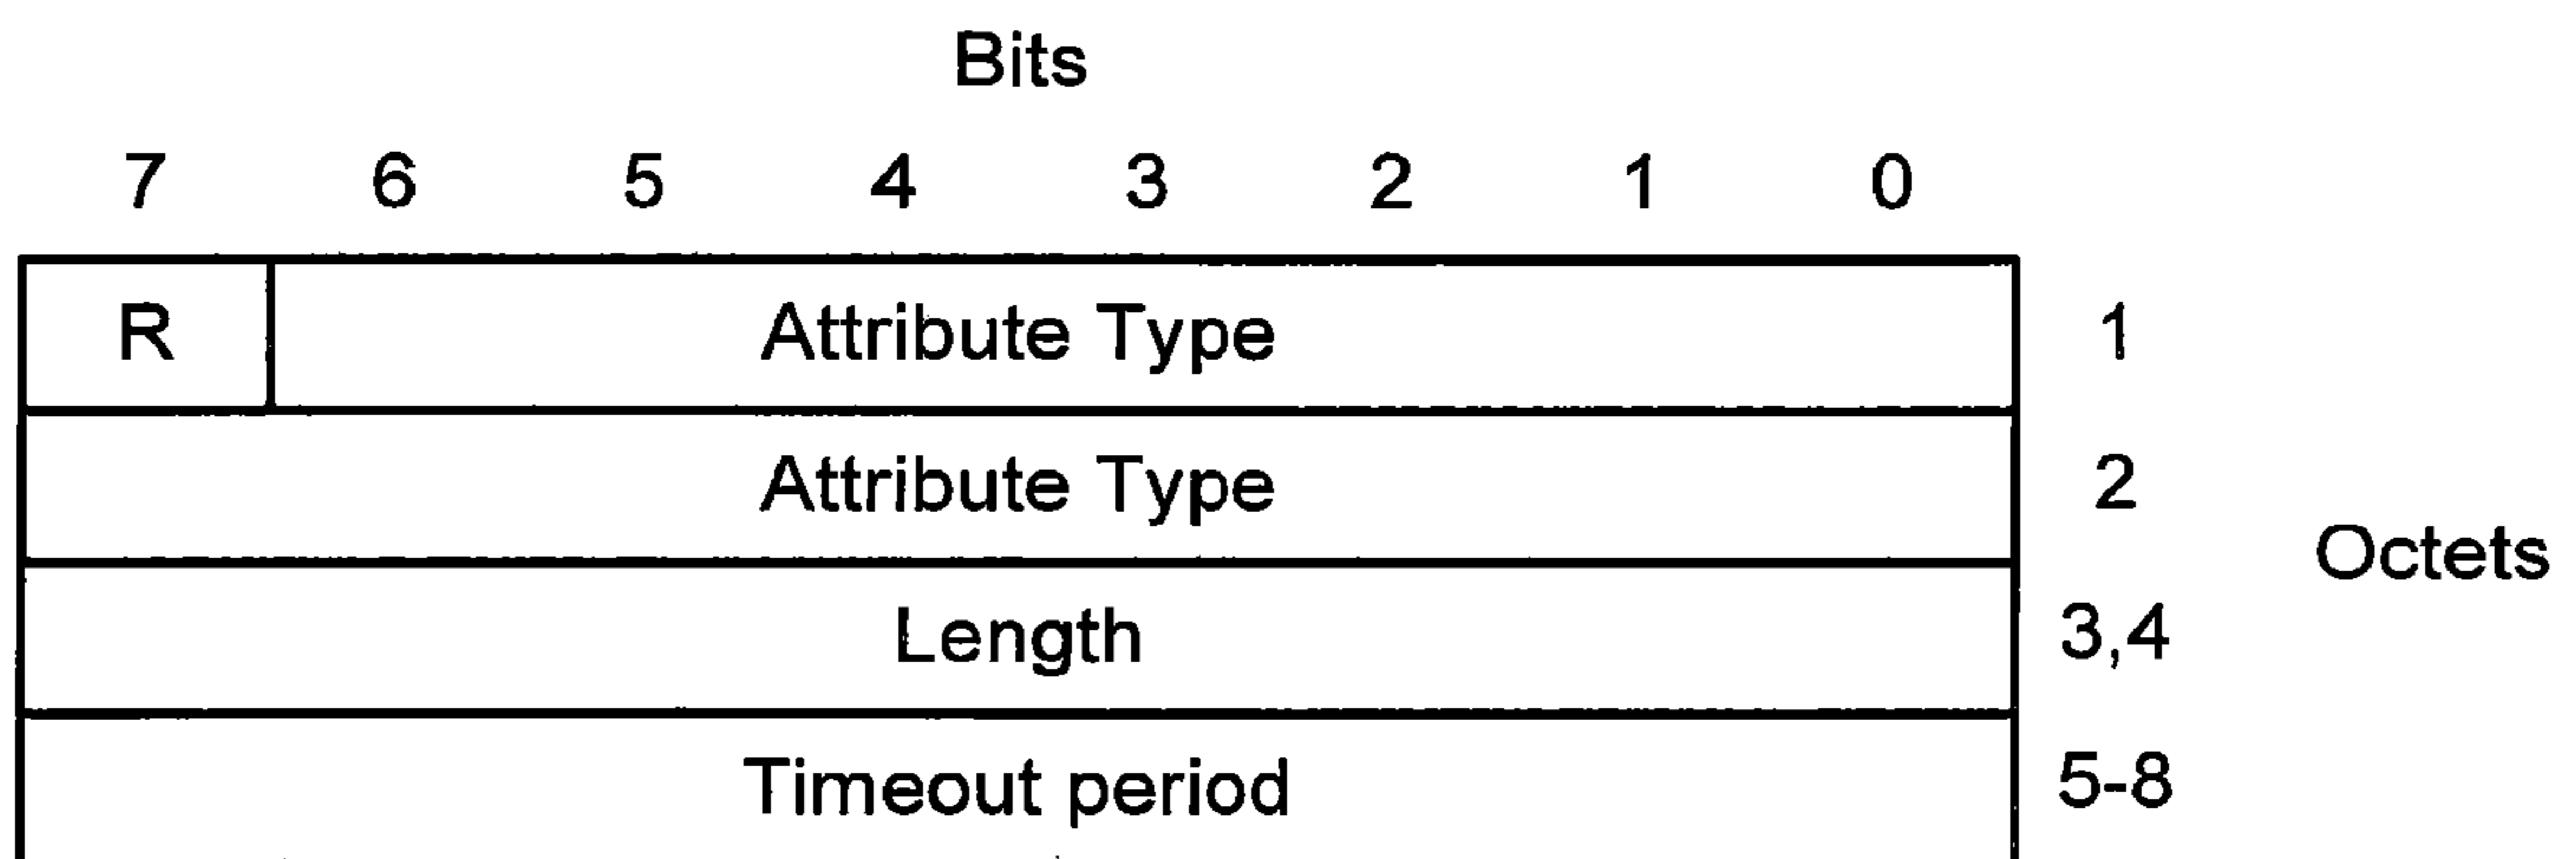 Bits
7 6 5 4 3 2 1 0
R Attribute Type 1
Attribute Type 2
Octets
Length 3,4
Timeout period 5-8